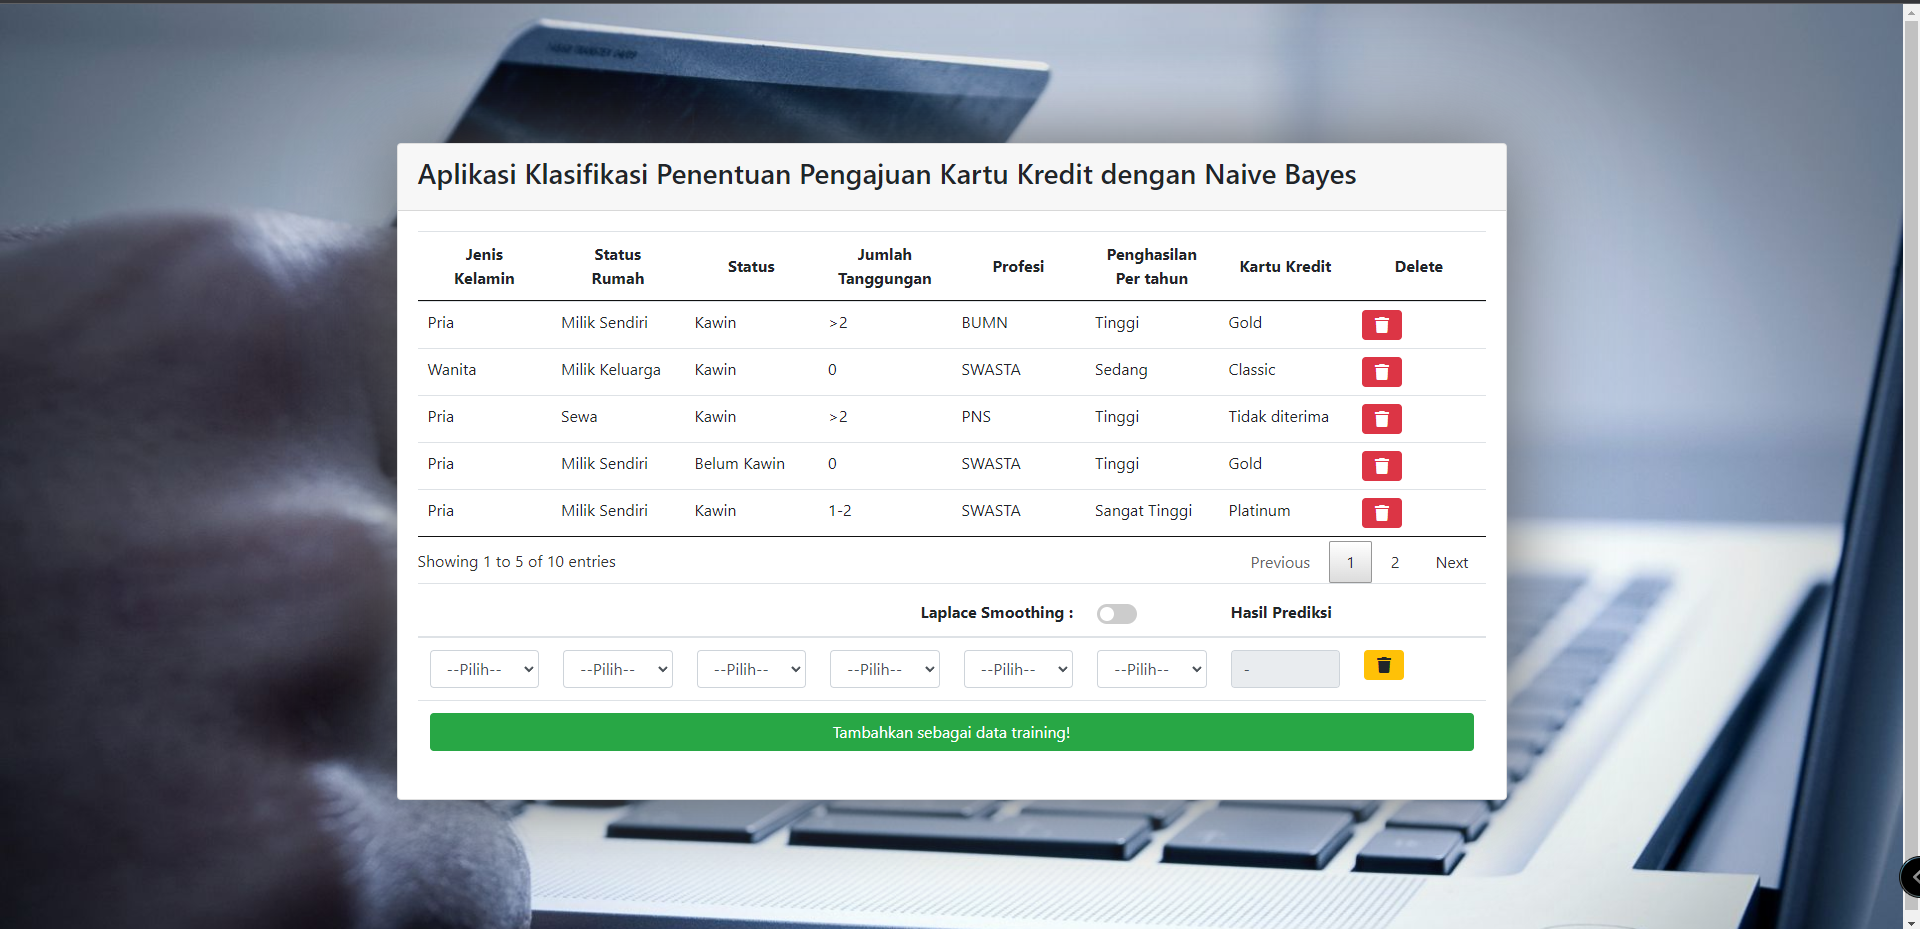 Aplikasi Klasifikasi Penentuan Pengajuan Kartu Kredit dengan Naive Bayes
Jenis Kelamin Status Rumah Status Jumlah Tanggungan Profesi Penghasilan Per tahun Kartu Kredit Delete
Pria Milik Sendiri Kawin >2 BUMN Tinggi Gold
Wanita Milik Keluarga Kawin 0 SWASTA Sedang Classic
Pria Sewa Kawin >2 PNS Tinggi Tidak diterima
Pria Milik Sendiri Belum Kawin 0 SWASTA Tinggi Gold
Pria Milik Sendiri Kawin 1-2 SWASTA Sangat Tinggi Platinum
Showing 1 to 5 of 10 entries Previous 1 2 Next
Laplace Smoothing : Hasil Prediksi
--Pilih-- --Pilih-- --Pilih-- --Pilih-- --Pilih-- --Pilih-- -
Tambahkan sebagai data training!